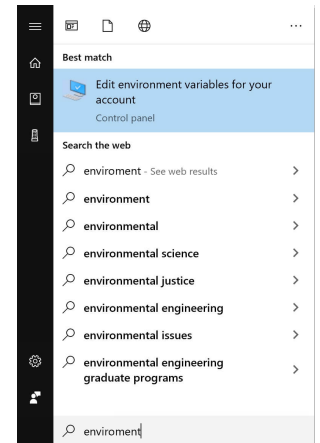 Best match
Edit environment variables for your
account
Control panel
Search the web
enviroment - See web results
environment
environmental
environmental science
environmental justice
environmental engineering
environmental issues
environmental engineering
graduate programs
enviroment